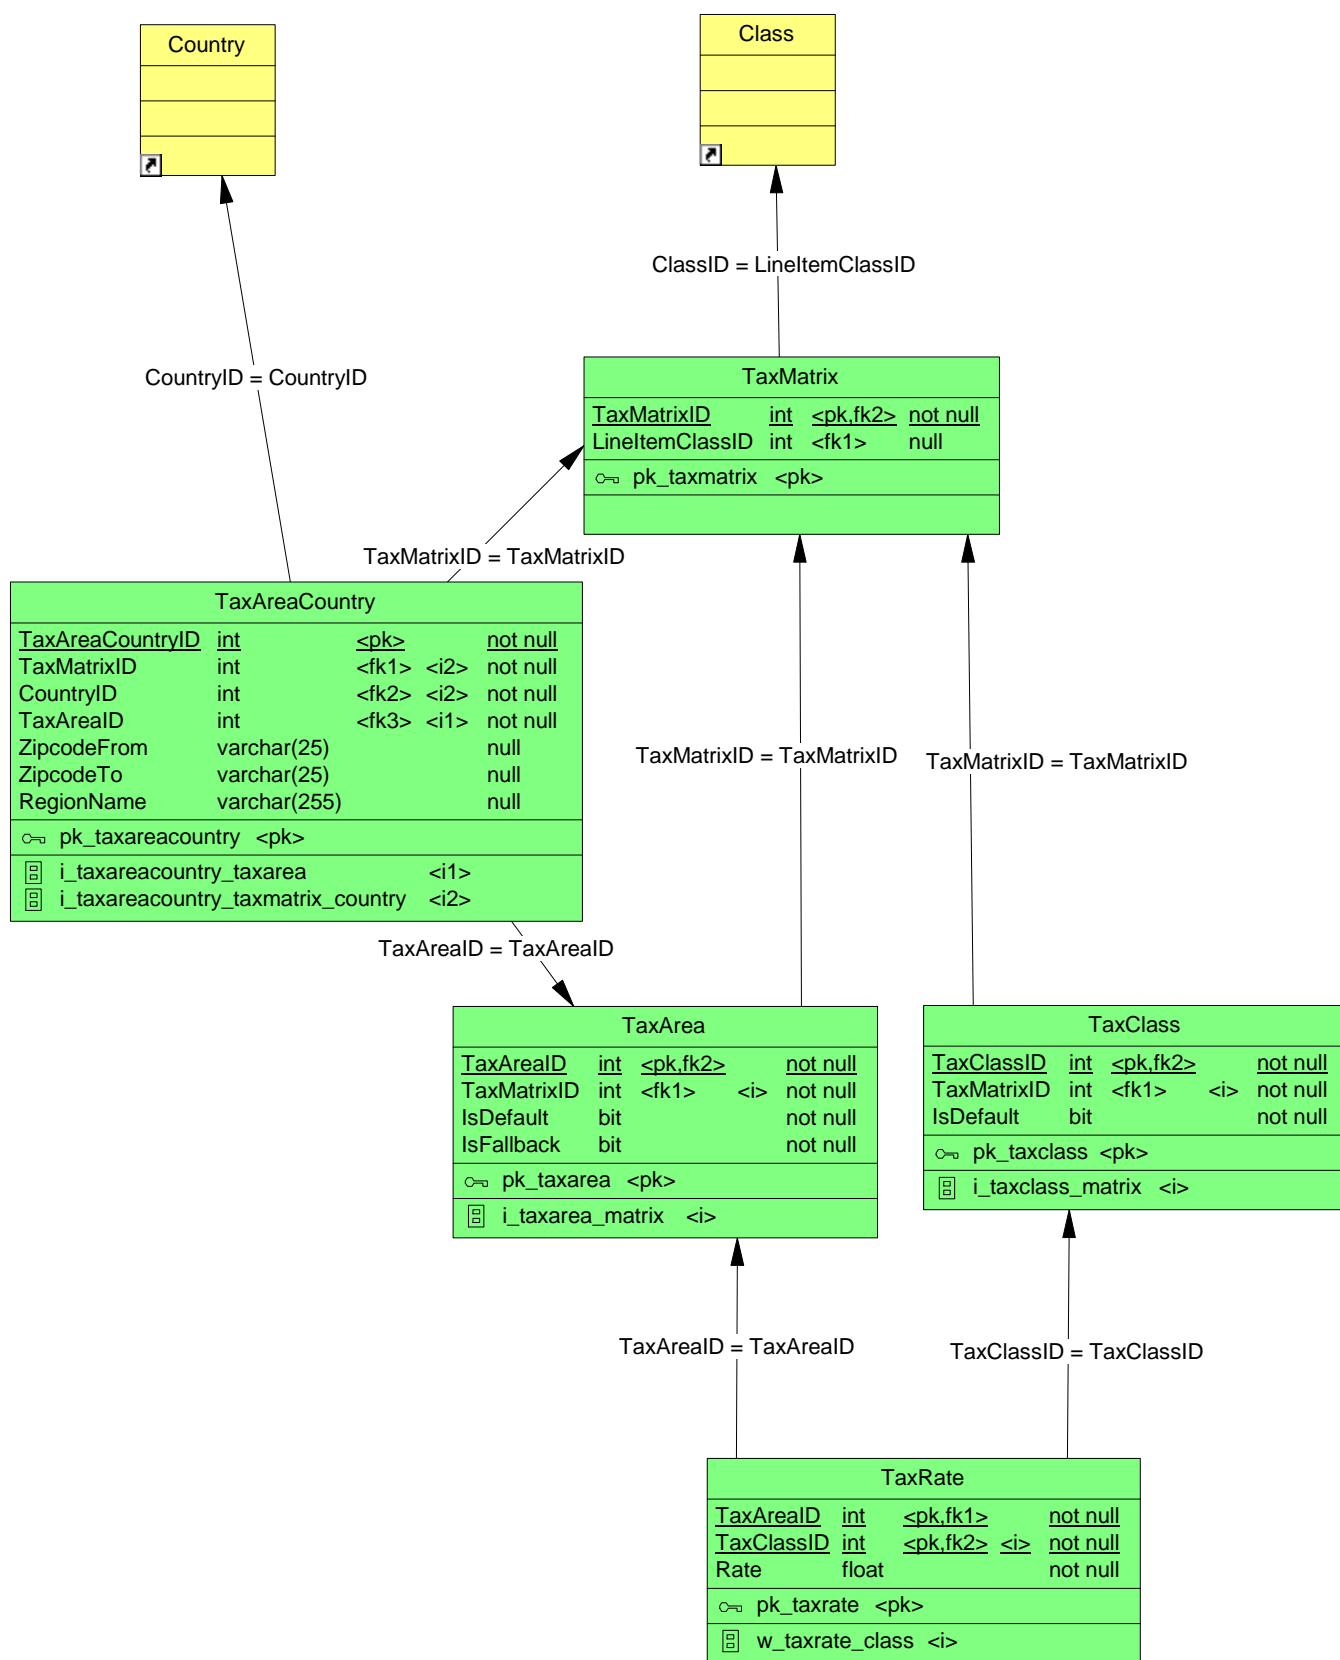 Country
Class
ClassID = LineItemClassID
CountryID = CountryID
TaxMatrix
TaxMatrixID int <pk,fk2> not null
LineItemClassID int <fk1> null
pk_taxmatrix <pk>
TaxMatrixID = TaxMatrixID
TaxAreaCountry
TaxAreaCountryID int <pk> not null
TaxMatrixID int <fk1> <i2> not null
CountryID int <fk2> <i2> not null
TaxAreaID int <fk3> <i1> not null
ZipcodeFrom varchar(25) null
ZipcodeTo varchar(25) null
RegionName varchar(255) null
pk_taxareacountry <pk>
i_taxareacountry_taxarea <i1>
i_taxareacountry_taxmatrix_country <i2>
TaxMatrixID = TaxMatrixID
TaxMatrixID = TaxMatrixID
TaxAreaID = TaxAreaID
TaxArea
TaxAreaID int <pk,fk2> not null
TaxMatrixID int <fk1> <i> not null
IsDefault bit not null
IsFallback bit not null
pk_taxarea <pk>
i_taxarea_matrix <i>
TaxClass
TaxClassID int <pk,fk2> not null
TaxMatrixID int <fk1> <i> not null
IsDefault bit not null
pk_taxclass <pk>
i_taxclass_matrix <i>
TaxAreaID = TaxAreaID
TaxClassID = TaxClassID
TaxRate
TaxAreaID int <pk,fk1> not null
TaxClassID int <pk,fk2> <i> not null
Rate float not null
pk_taxrate <pk>
w_taxrate_class <i>